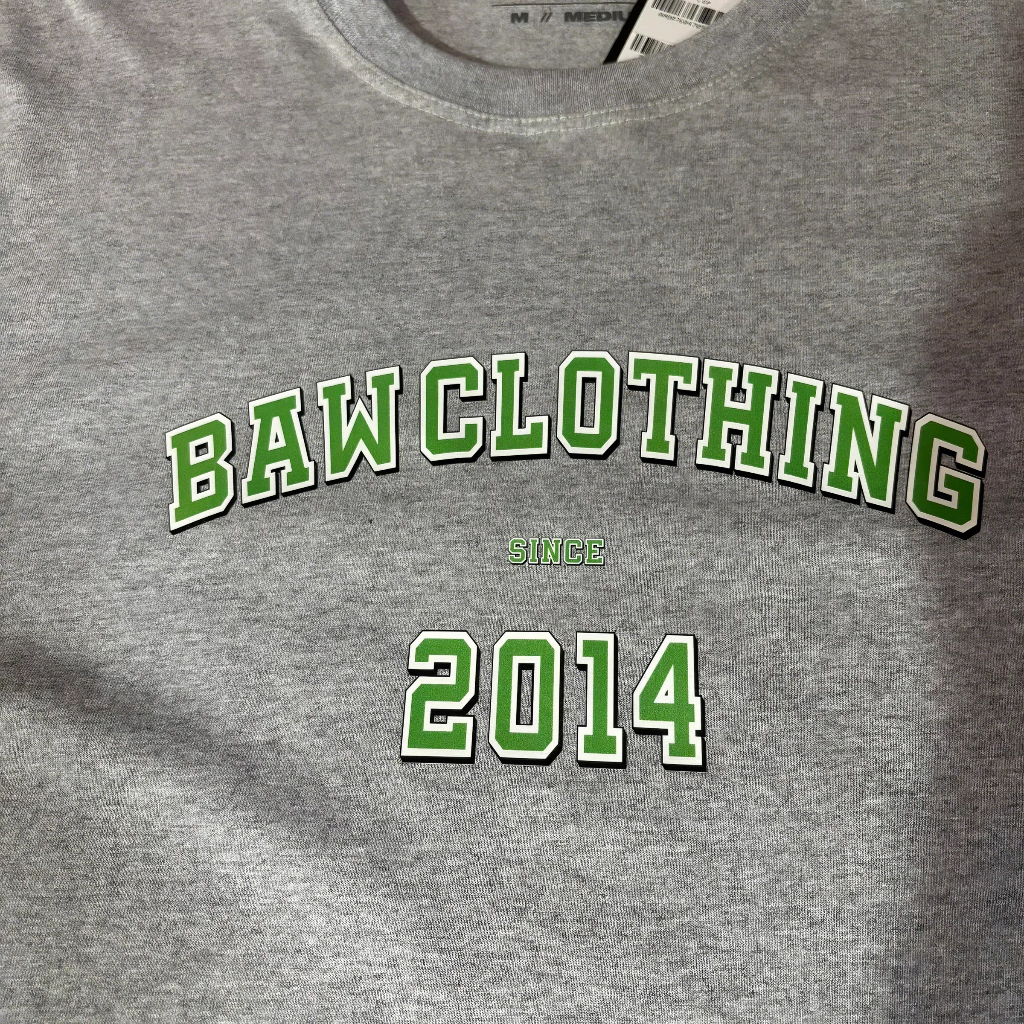 M // MEDIU
BAW CLOTHING
SINCE
2014